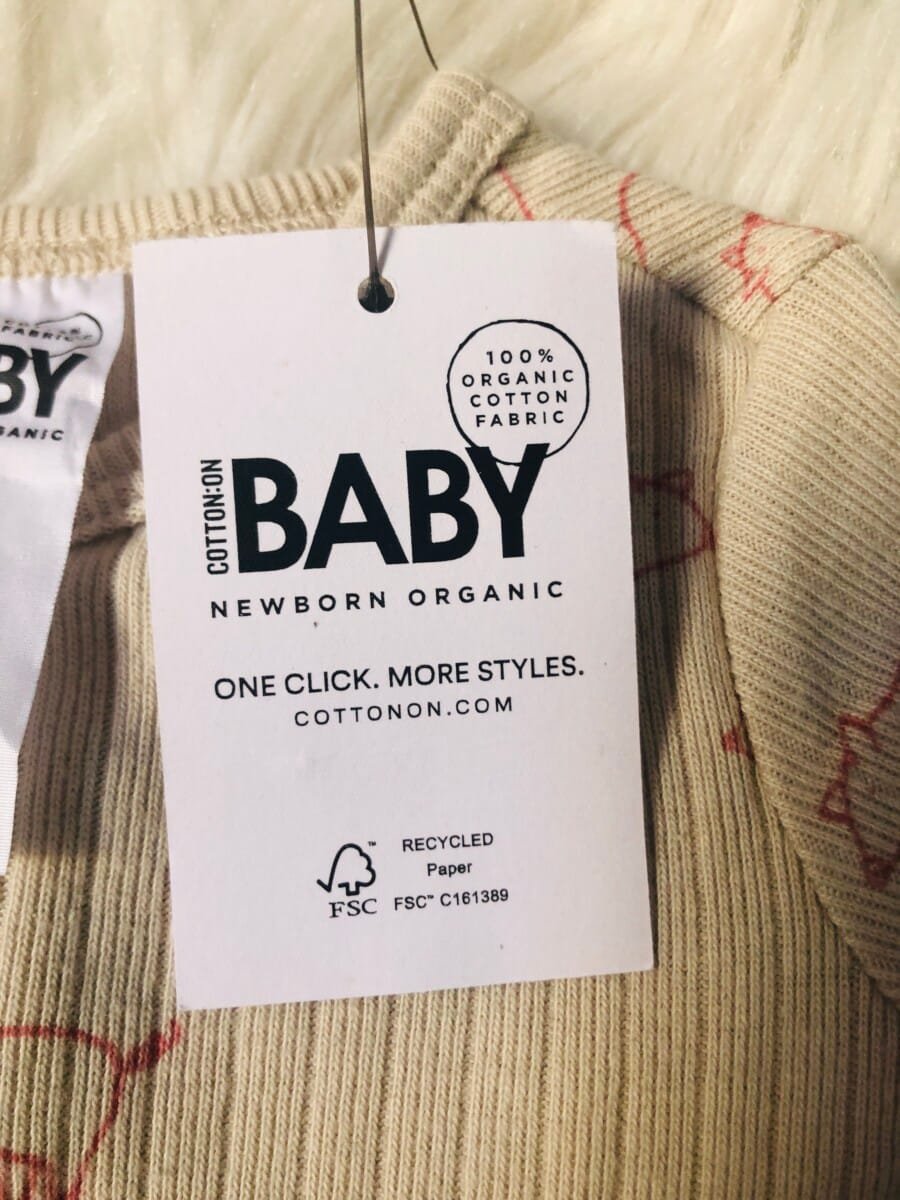 100%
ORGANIC
COTTON
FABRIC
COTTON:ON
BABY
NEWBORN ORGANIC
ONE CLICK. MORE STYLES.
COTTONON.COM
RECYCLED
Paper
FSC™ C161389
FSC
FABRIC
BY
GANIC